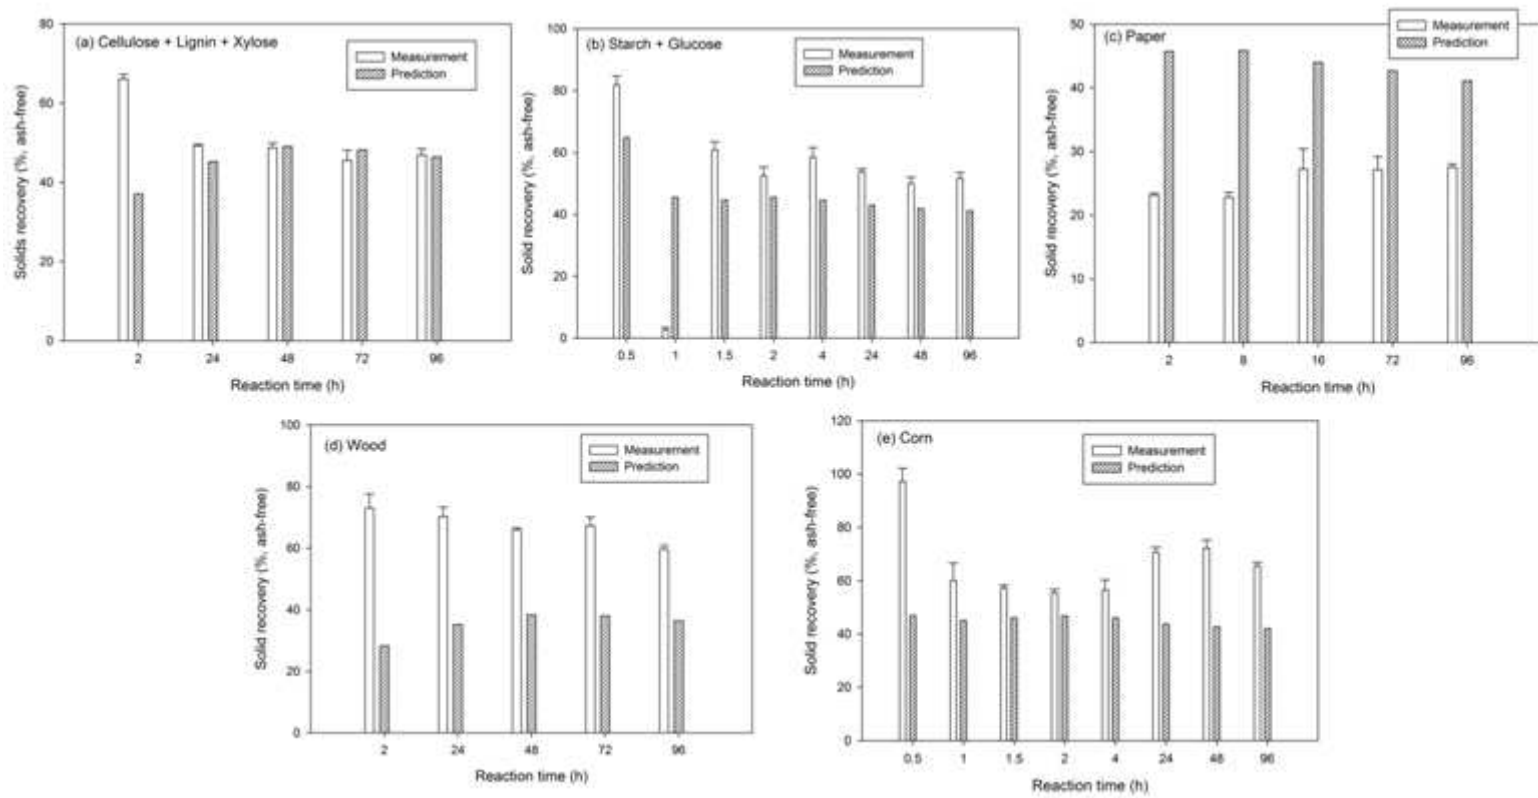 (a) Cellulose + Lignin + Xylose
Measurement
Prediction
Solids recovery (%, ash-free)
80
60
40
20
0
2 24 48 72 96
Reaction time (h)
(b) Starch + Glucose
Measurement
Prediction
Solid recovery (%, ash-free)
100
80
60
40
20
0
0.5 1 1.5 2 4 24 48 96
Reaction time (h)
(c) Paper
Measurement
Prediction
Solid recovery (%, ash-free)
50
40
30
20
10
0
2 8 16 72 96
Reaction time (h)
(d) Wood
Measurement
Prediction
Solid recovery (%, ash-free)
100
80
60
40
20
0
2 24 48 72 96
Reaction time (h)
(e) Corn
Measurement
Prediction
Solid recovery (%, ash-free)
120
100
80
60
40
20
0
0.5 1 1.5 2 4 24 48 96
Reaction time (h)